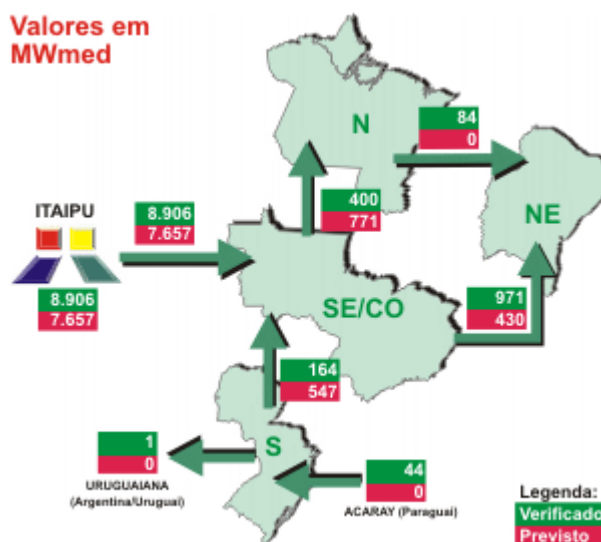 Valores em
MWmed
N
84
0
ITAIPU
8.906
7.657
400
771
NE
8.906
7.657
SE/CO
971
430
164
547
S
1
0
URUGUAIANA
(Argentina/Uruguai)
44
0
ACARAY (Paraguai)
Legenda:
Verificado
Previsto